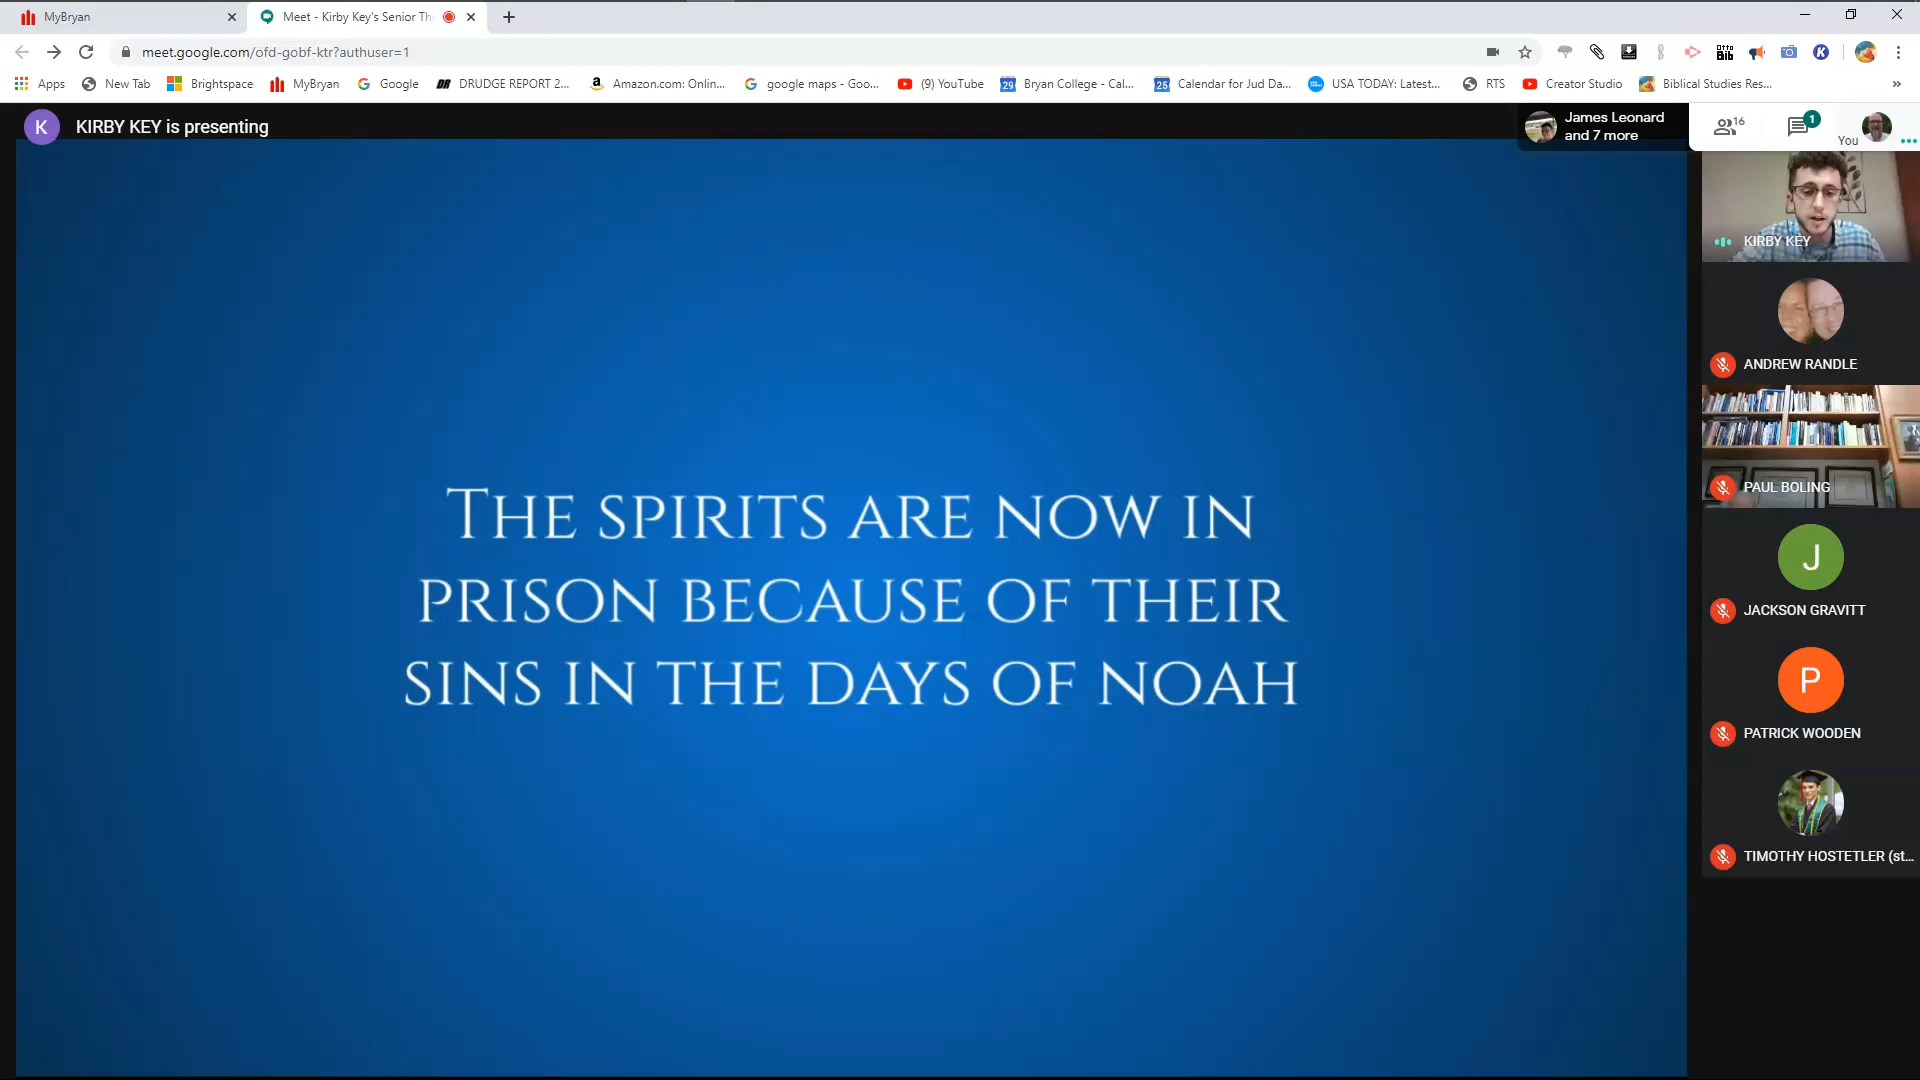 MyBryan
Meet - Kirby Key's Senior Th
meet.google.com/ofd-gobf-ktr?authuser=1
Apps
New Tab
Brightspace
MyBryan
Google
DRUDGE REPORT 2...
Amazon.com: Onlin...
google maps - Goo...
(9) YouTube
29 Bryan College - Cal...
25 Calendar for Jud Da...
USA TODAY: Latest...
RTS
Creator Studio
Biblical Studies Res...
K KIRBY KEY is presenting
James Leonard
and 7 more
16
1
You
THE SPIRITS ARE NOW IN
PRISON BECAUSE OF THEIR
SINS IN THE DAYS OF NOAH
KIRBY KEY
ANDREW RANDLE
PAUL BOLING
J
JACKSON GRAVITT
P
PATRICK WOODEN
TIMOTHY HOSTETLER (st...